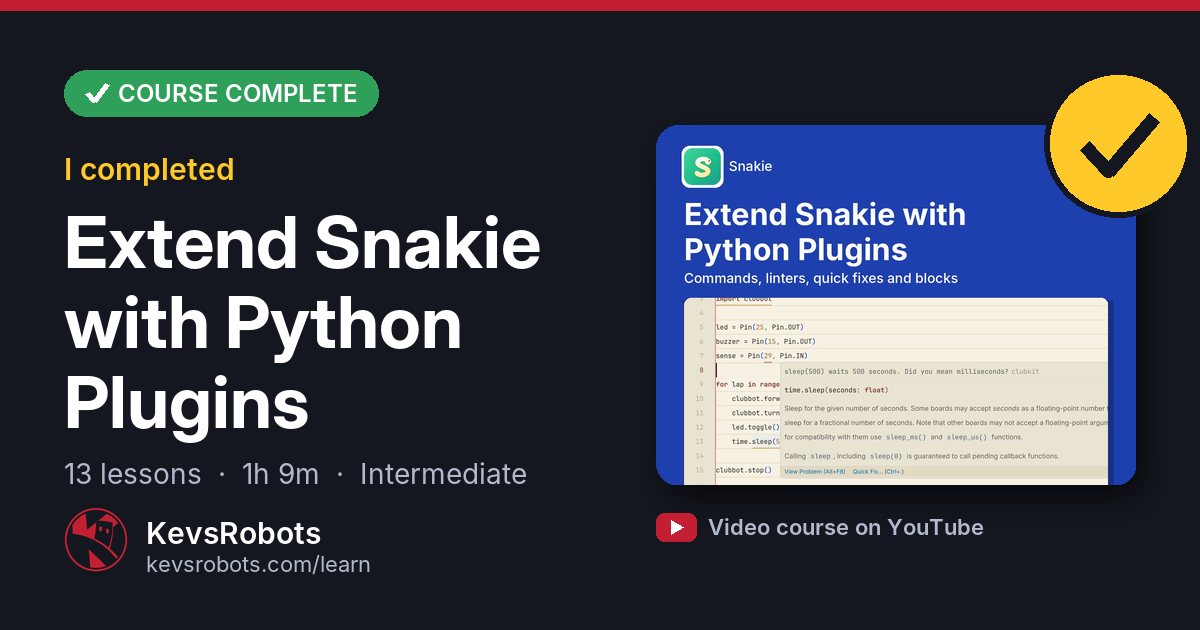 COURSE COMPLETE
I completed
Extend Snakie
with Python
Plugins
13 lessons · 1h 9m · Intermediate
KevsRobots
kevsrobots.com/learn
S
Snakie
Extend Snakie with
Python Plugins
Commands, linters, quick fixes and blocks
3 import clubbot
4
5 led = Pin(25, Pin.OUT)
6 buzzer = Pin(15, Pin.OUT)
7 sense = Pin(29, Pin.IN)
8
sleep(500) waits 500 seconds. Did you mean milliseconds? clubkit
9 for lap in range
time.sleep(seconds: float)
10 clubbot.forw
Sleep for the given number of seconds. Some boards may accept seconds as a floating-point number
11 clubbot.turn
sleep for a fractional number of seconds. Note that other boards may not accept a floating-point argum
12 led.toggle()
for compatibility with them use sleep_ms() and sleep_us() functions.
13 time.sleep(5
14
Calling sleep, including sleep(0) is guaranteed to call pending callback functions.
15 clubbot.stop()
View Problem (Alt+F8) Quick Fix... (Ctrl+.)
Video course on YouTube